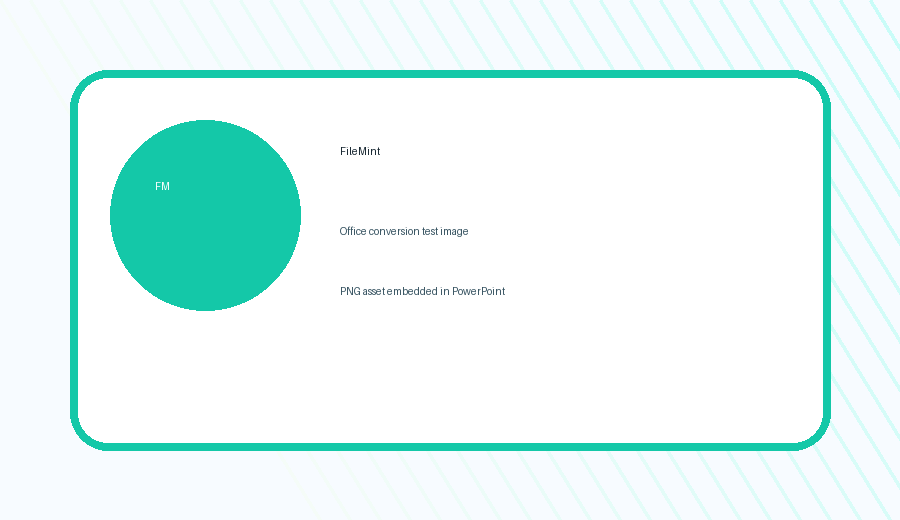 FileMint
FM
Office conversion test image
PNG asset embedded in PowerPoint